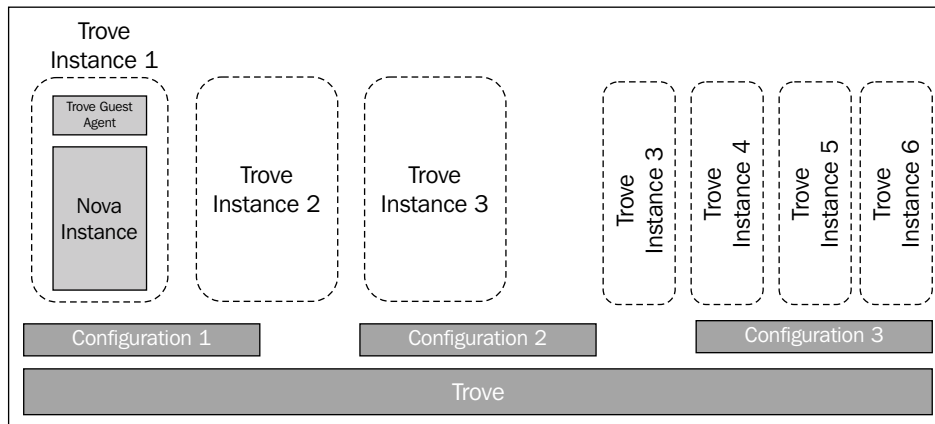 Trove
Instance 1
Trove Guest
Agent
Nova
Instance
Trove
Instance 2
Trove
Instance 3
Trove
Instance 3
Trove
Instance 4
Trove
Instance 5
Trove
Instance 6
Configuration 1
Configuration 2
Configuration 3
Trove